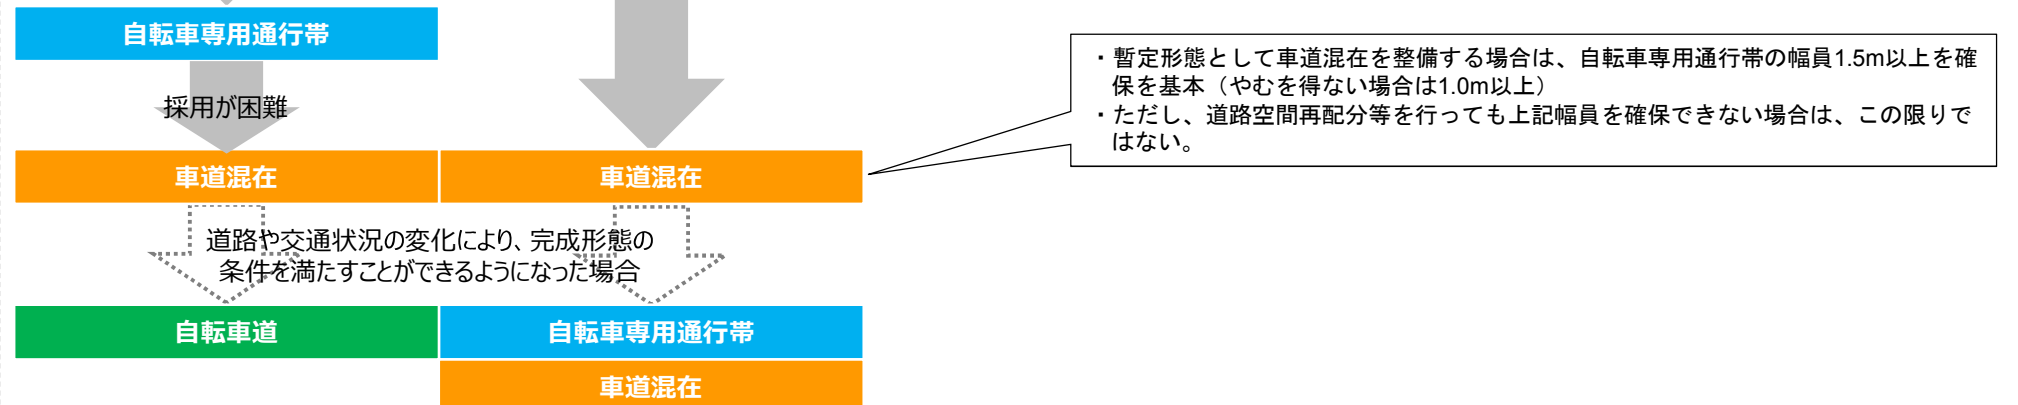 自転車専用通行帯
採用が困難
・暫定形態として車道混在を整備する場合は、自転車専用通行帯の幅員1.5m以上を確
保を基本（やむを得ない場合は1.0m以上）
・ただし、道路空間再配分等を行っても上記幅員を確保できない場合は、この限りで
はない。
車道混在
車道混在
道路や交通状況の変化により、完成形態の
条件を満たすことができるようになった場合
自転車道
自転車専用通行帯
車道混在